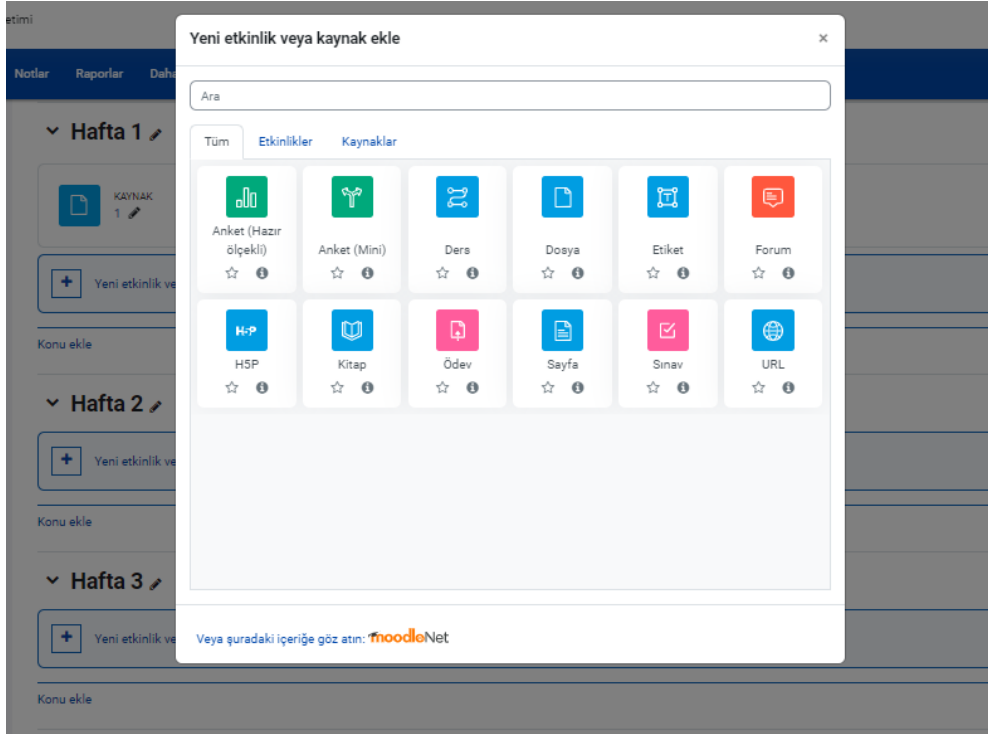 etimi
Yeni etkinlik veya kaynak ekle
×
Notlar Raporlar Daha
Ara
Tüm Etkinlikler Kaynaklar
Hafta 1
KAYNAK
1
Anket (Hazır
ölçekli)
Anket (Mini)
Ders
Dosya
Etiket
Forum
Yeni etkinlik ve
H5P
H5P
Kitap
Ödev
Sayfa
Sınav
URL
Konu ekle
Hafta 2
Yeni etkinlik ve
Konu ekle
Hafta 3
Yeni etkinlik ve
Veya şuradaki içeriğe göz atın: moodleNet
Konu ekle